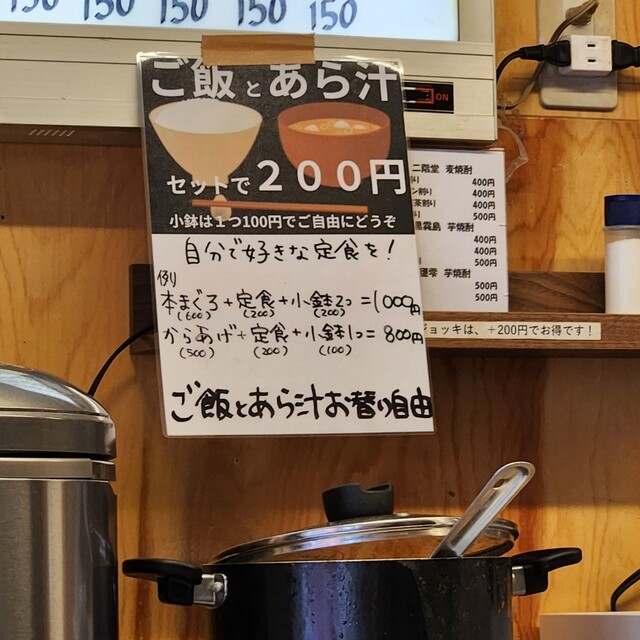 150 150 150 150 150
ご飯とあら汁
セットで200円
小鉢は1つ100円でご自由にどうぞ
自分で好きな定食を!
例)
本まぐろ+定食+小鉢2つ=1000円
(600) (200) (200)
からあげ+定食+小鉢1つ=800円
(500) (200) (100)
ご飯とあら汁お替り自由
ON
二階堂 麦焼酎
400円
400円
400円
500円
芋焼酎
400円
400円
500円
芋焼酎
500円
500円
ジョッキは、+200円でお得です!